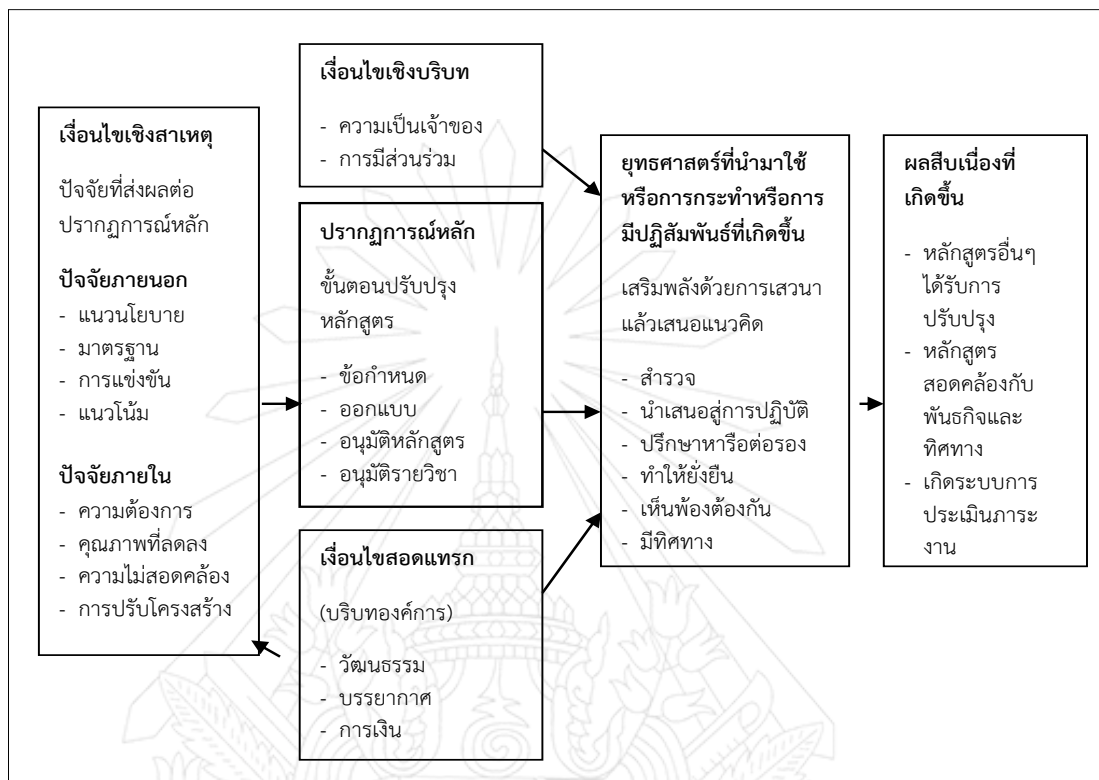 เงื่อนไขเชิงสาเหตุ
ปัจจัยที่ส่งผลต่อ
ปรากฏการณ์หลัก
ปัจจัยภายนอก
- แนวนโยบาย
- มาตรฐาน
- การแข่งขัน
- แนวโน้ม
ปัจจัยภายใน
- ความต้องการ
- คุณภาพที่ลดลง
- ความไม่สอดคล้อง
- การปรับโครงสร้าง
เงื่อนไขเชิงบริบท
- ความเป็นเจ้าของ
- การมีส่วนร่วม
ปรากฏการณ์หลัก
ขั้นตอนปรับปรุง
หลักสูตร
- ข้อกำหนด
- ออกแบบ
- อนุมัติหลักสูตร
- อนุมัติรายวิชา
เงื่อนไขสอดแทรก
(บริบทองค์การ)
- วัฒนธรรม
- บรรยากาศ
- การเงิน
ยุทธศาสตร์ที่นำมาใช้
หรือการกระทำหรือการ
มีปฏิสัมพันธ์ที่เกิดขึ้น
เสริมพลังด้วยการเสวนา
แล้วเสนอแนวคิด
- สำรวจ
- นำเสนอสู่การปฏิบัติ
- ปรึกษาหารือต่อรอง
- ทำให้ยั่งยืน
- เห็นพ้องต้องกัน
- มีทิศทาง
ผลสืบเนื่องที่
เกิดขึ้น
- หลักสูตรอื่นๆ
ได้รับการ
ปรับปรุง
- หลักสูตร
สอดคล้องกับ
พันธกิจและ
ทิศทาง
- เกิดระบบการ
ประเมินภาระ
งาน